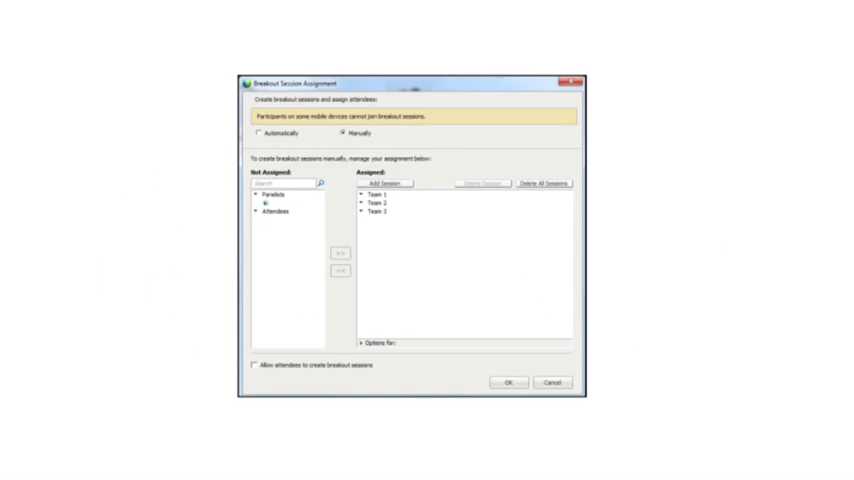 Breakout Session Assignment
Create breakout sessions and assign attendees:
Participants on some mobile devices cannot join breakout sessions.
Automatically Manually
To create breakout sessions manually, manage your assignment below:
Not Assigned: Assigned:
Search Add Session Delete Session Delete All Sessions
Panelists Team 1
Team 2
Attendees Team 3
>>
<<
Options for:
Allow attendees to create breakout sessions
OK Cancel